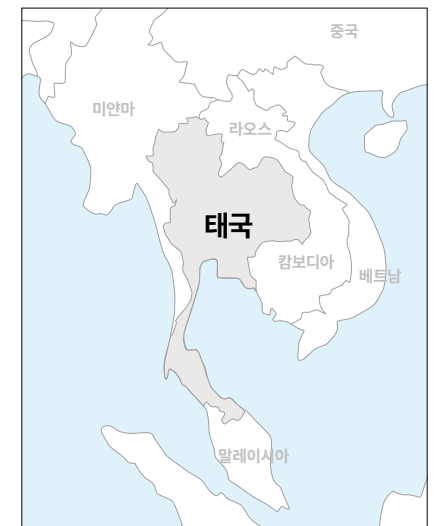 중국
미얀마
라오스
태국
캄보디아
베트남
말레이시아